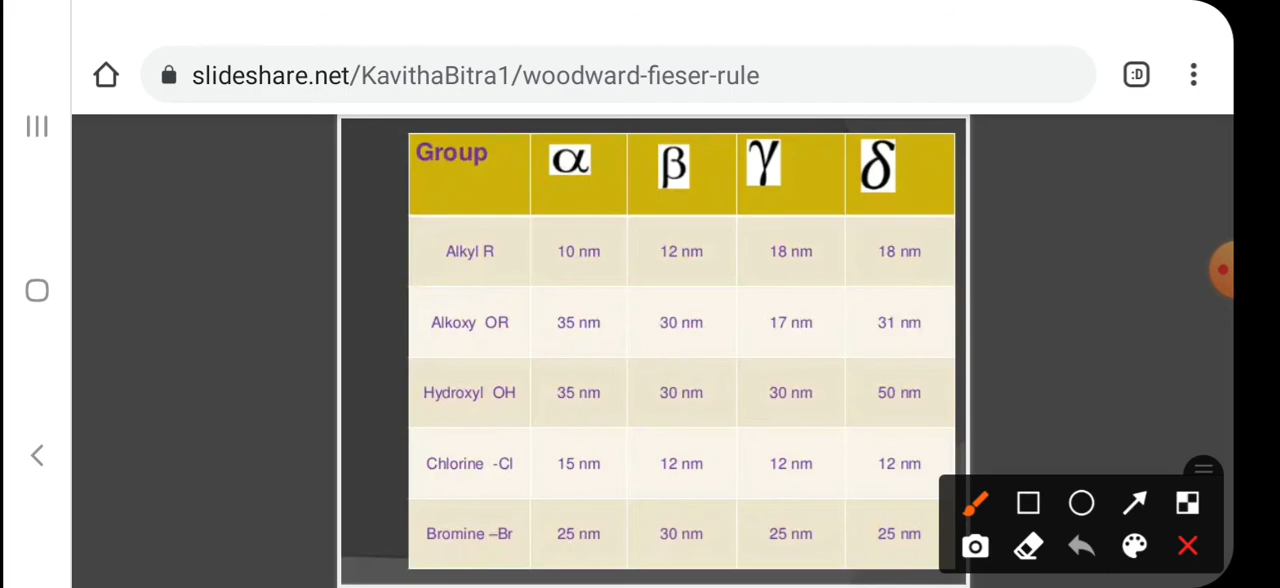 slideshare.net/KavithaBitra1/woodward-fieser-rule
:D
Group α β γ δ
Alkyl R 10 nm 12 nm 18 nm 18 nm
Alkoxy OR 35 nm 30 nm 17 nm 31 nm
Hydroxyl OH 35 nm 30 nm 30 nm 50 nm
Chlorine -Cl 15 nm 12 nm 12 nm 12 nm
Bromine –Br 25 nm 30 nm 25 nm 25 nm